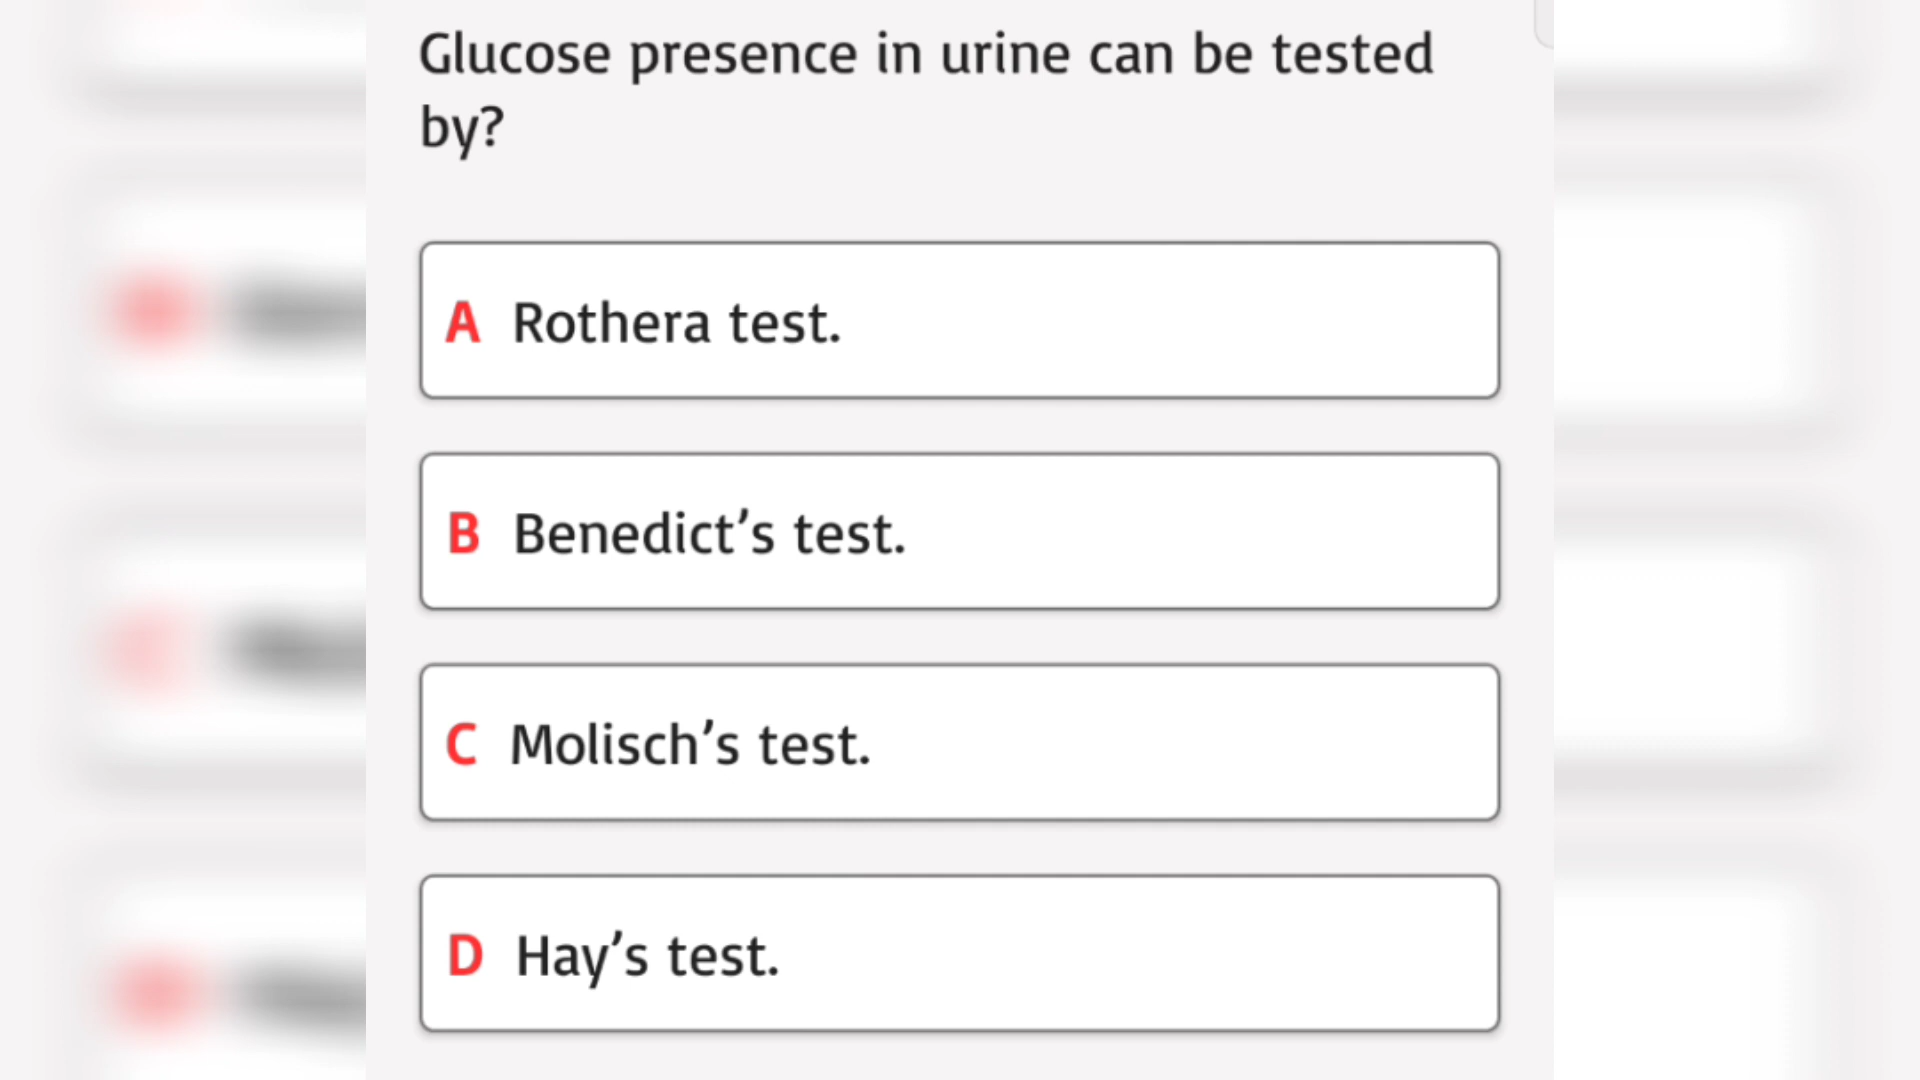 Glucose presence in urine can be tested
by?
A Rothera test.
B Benedict’s test.
C Molisch’s test.
D Hay’s test.